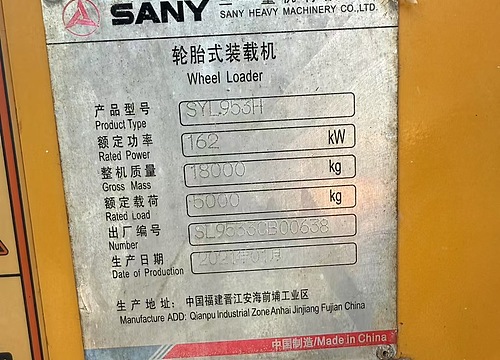 SANY
SANY HEAVY MACHINERY CO.,LTD.
轮胎式装载机
Wheel Loader
产品型号 SYL953H
Product Type
额定功率 162 kW
Rated Power
整机质量 18000 kg
Gross Mass
额定载荷 5000 kg
Rated Load
出厂编号
Number
生产日期
Date of Production
生产地址: 中国福建晋江安海前埔工业区
Manufacture ADD: Qianpu Industrial Zone Anhai Jinjiang Fujian China
中国制造/Made in China